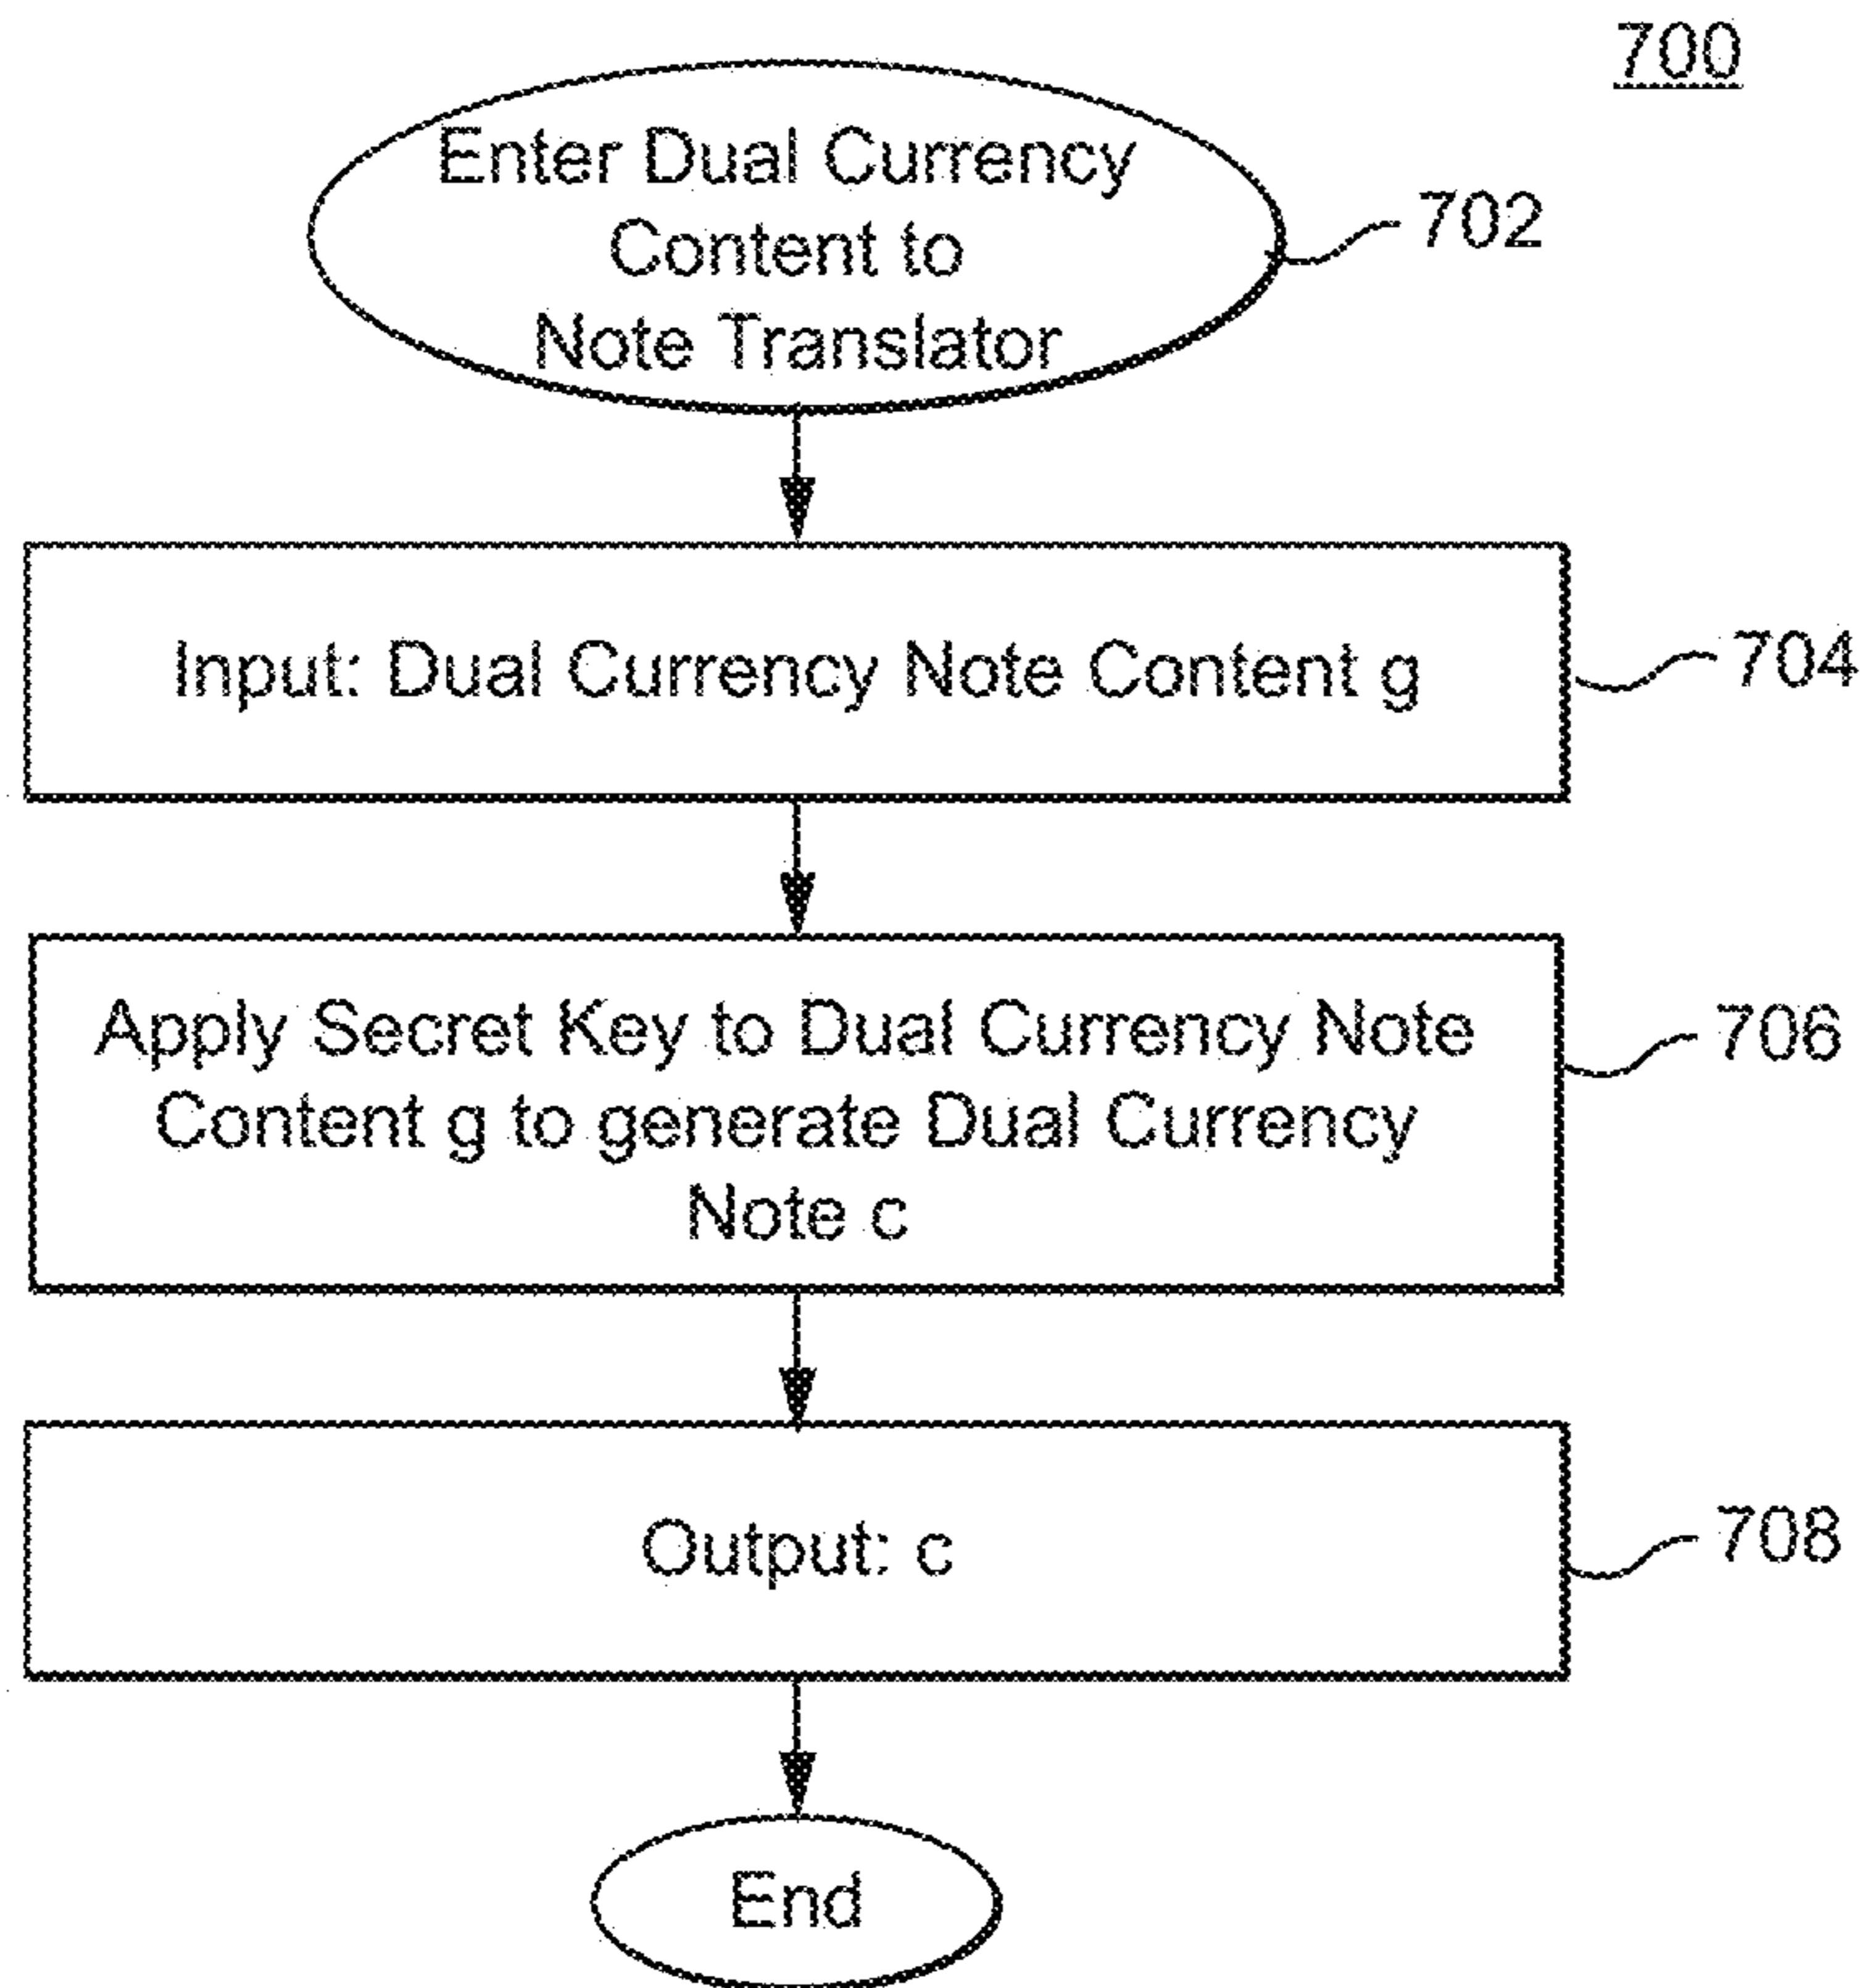 700
Enter Dual Currency
Content to
Note Translator
702
Input: Dual Currency Note Content g
704
Apply Secret Key to Dual Currency Note
Content g to generate Dual Currency
Note c
706
Output: c
708
End